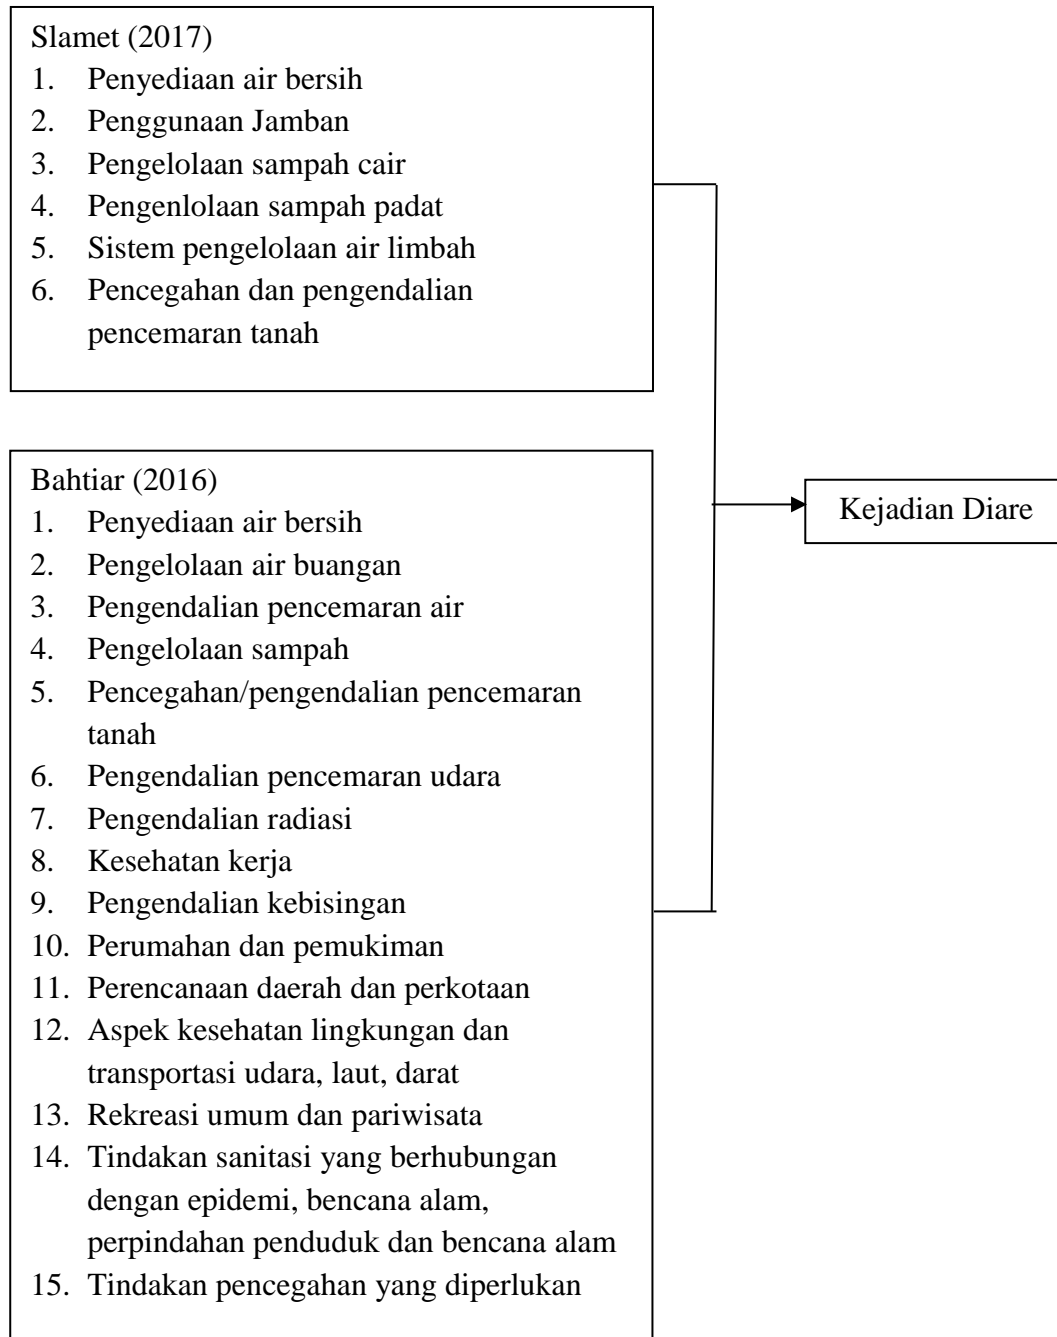 Slamet (2017)
1. Penyediaan air bersih
2. Penggunaan Jamban
3. Pengelolaan sampah cair
4. Pengenlolaan sampah padat
5. Sistem pengelolaan air limbah
6. Pencegahan dan pengendalian
pencemaran tanah
Bahtiar (2016)
1. Penyediaan air bersih
2. Pengelolaan air buangan
3. Pengendalian pencemaran air
4. Pengelolaan sampah
5. Pencegahan/pengendalian pencemaran
tanah
6. Pengendalian pencemaran udara
7. Pengendalian radiasi
8. Kesehatan kerja
9. Pengendalian kebisingan
10. Perumahan dan pemukiman
11. Perencanaan daerah dan perkotaan
12. Aspek kesehatan lingkungan dan
transportasi udara, laut, darat
13. Rekreasi umum dan pariwisata
14. Tindakan sanitasi yang berhubungan
dengan epidemi, bencana alam,
perpindahan penduduk dan bencana alam
15. Tindakan pencegahan yang diperlukan
Kejadian Diare